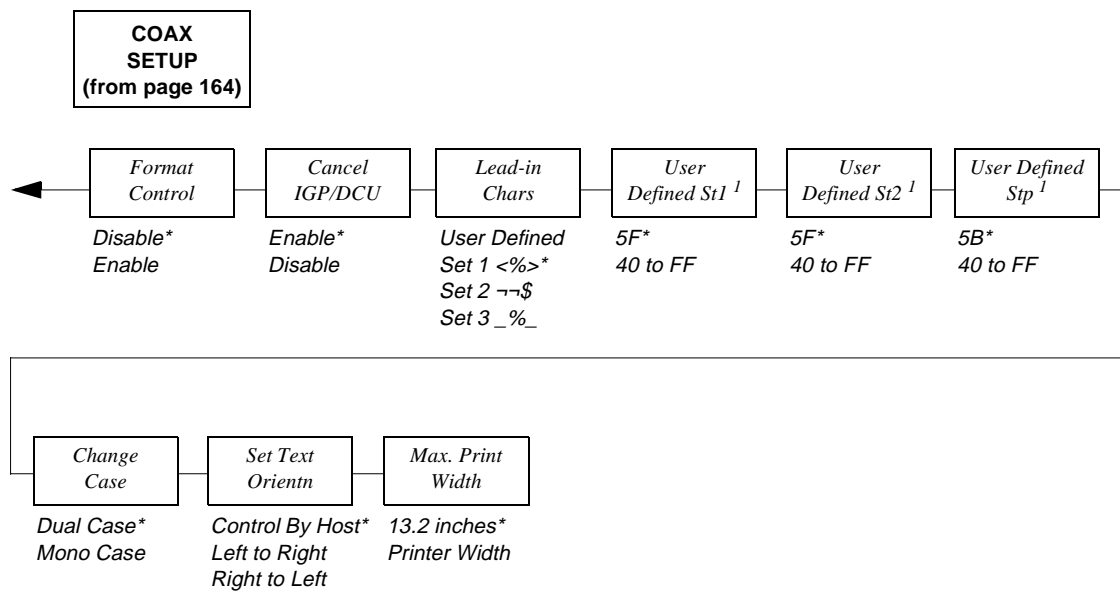 COAX
SETUP
(from page 164)
Format
Control
Disable*
Enable
Cancel
IGP/DCU
Enable*
Disable
Lead-in
Chars
User Defined
Set 1 <%>*
Set 2 ¬¬$
Set 3 _%_
User
Defined St1 1
5F*
40 to FF
User
Defined St2 1
5F*
40 to FF
User Defined
Stp 1
5B*
40 to FF
Change
Case
Dual Case*
Mono Case
Set Text
Orientn
Control By Host*
Left to Right
Right to Left
Max. Print
Width
13.2 inches*
Printer Width